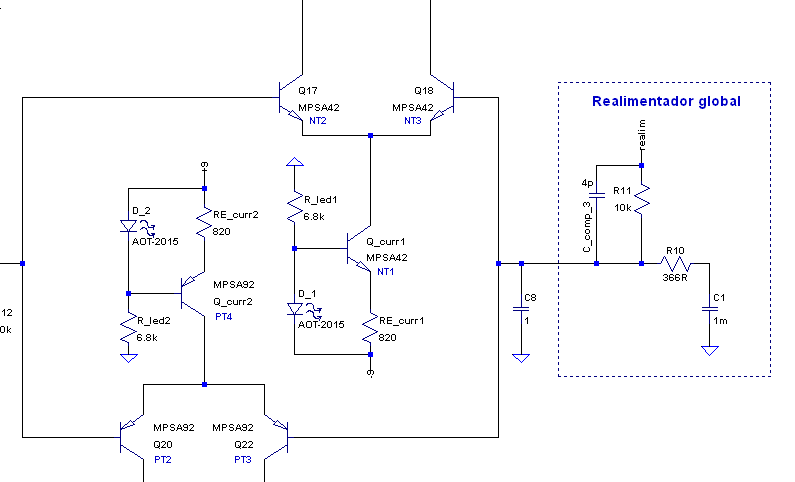 Q17
MPSA42
NT2
Q18
MPSA42
NT3
Realimentador global
realim
4p
C_comp_3
R11
10k
R10
366R
C1
1m
C8
1
+9
D_2
AOT-2015
RE_curr2
820
R_led1
6.8k
Q_curr1
MPSA42
NT1
MPSA92
Q_curr2
PT4
R_led2
6.8k
D_1
AOT-2015
RE_curr1
820
-9
12
0k
MPSA92
Q20
PT2
MPSA92
Q22
PT3